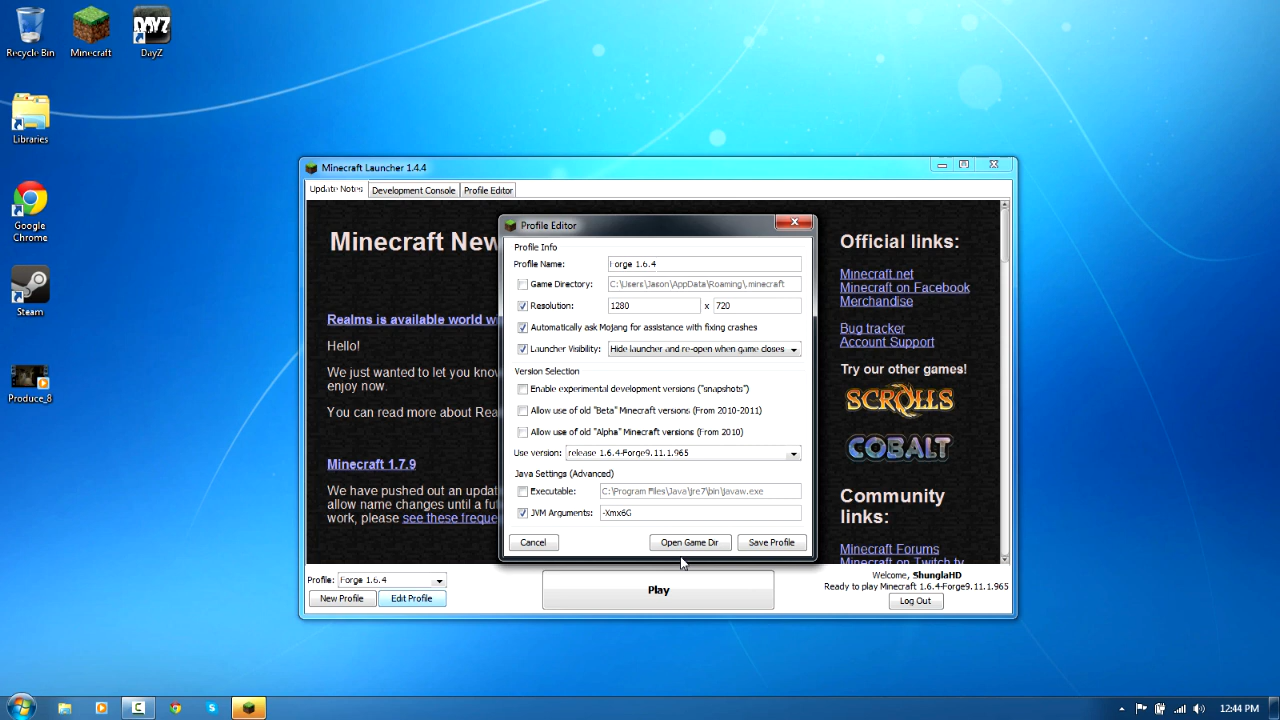 Recycle Bin
Minecraft
DAYZ
DayZ
Libraries
Google
Chrome
Steam
Produce_8
Minecraft Launcher 1.4.4
Update Notes
Development Console
Profile Editor
Minecraft New
Realms is available world w
Hello!
We just wanted to let you know
enjoy now.
You can read more about Rea
Minecraft 1.7.9
We have pushed out an updat
allow name changes until a fu
work, please see these freque
Profile Editor
Profile Info
Profile Name: Forge 1.6.4
Game Directory: C:\Users\Jason\AppData\Roaming\.minecraft
Resolution: 1280 x 720
Automatically ask Mojang for assistance with fixing crashes
Launcher Visibility: Hide launcher and re-open when game closes
Version Selection
Enable experimental development versions ("snapshots")
Allow use of old "Beta" Minecraft versions (From 2010-2011)
Allow use of old "Alpha" Minecraft versions (From 2010)
Use version: release 1.6.4-Forge9.11.1.965
Java Settings (Advanced)
Executable: C:\Program Files\Java\jre7\bin\javaw.exe
JVM Arguments: -Xmx6G
Cancel
Open Game Dir
Save Profile
Official links:
Minecraft.net
Minecraft on Facebook
Merchandise
Bug tracker
Account Support
Try our other games!
SCROLLS
COBALT
Community
links:
Minecraft Forums
Minecraft on Twitch.tv
Profile: Forge 1.6.4
New Profile
Edit Profile
Play
Welcome, ShunglaHD
Ready to play Minecraft 1.6.4-Forge9.11.1.965
Log Out
12:44 PM